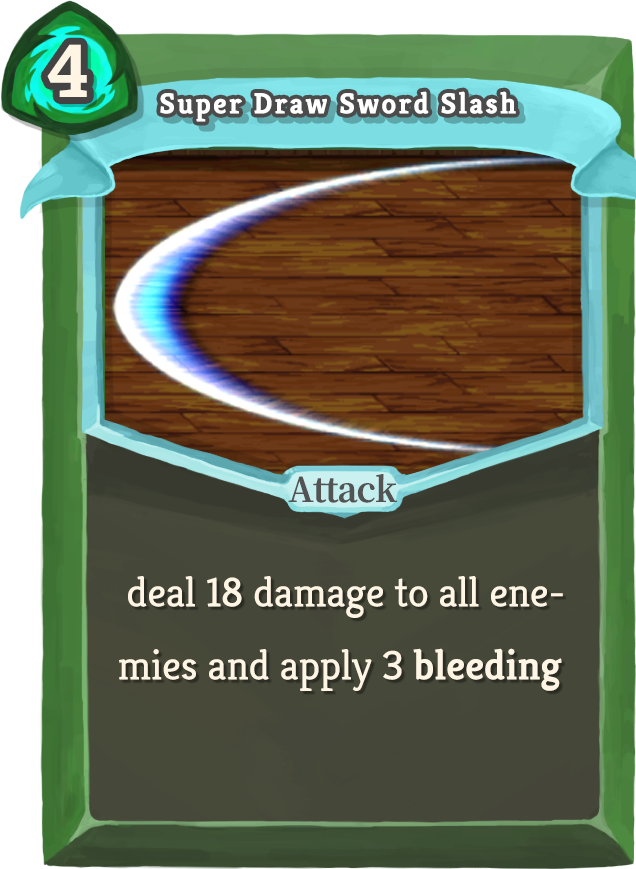 4
Super Draw Sword Slash
Attack
deal 18 damage to all ene-
mies and apply 3 bleeding